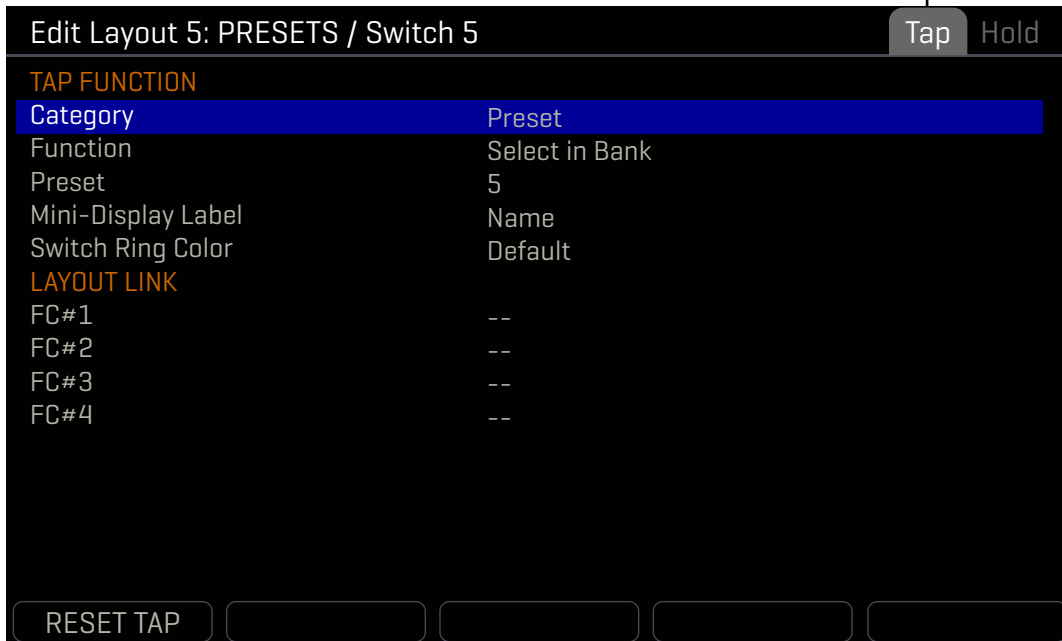 Edit Layout 5: PRESETS / Switch 5 Tap Hold
TAP FUNCTION
Category Preset
Function Select in Bank
Preset 5
Mini-Display Label Name
Switch Ring Color Default
LAYOUT LINK
FC#1 --
FC#2 --
FC#3 --
FC#4 --
RESET TAP